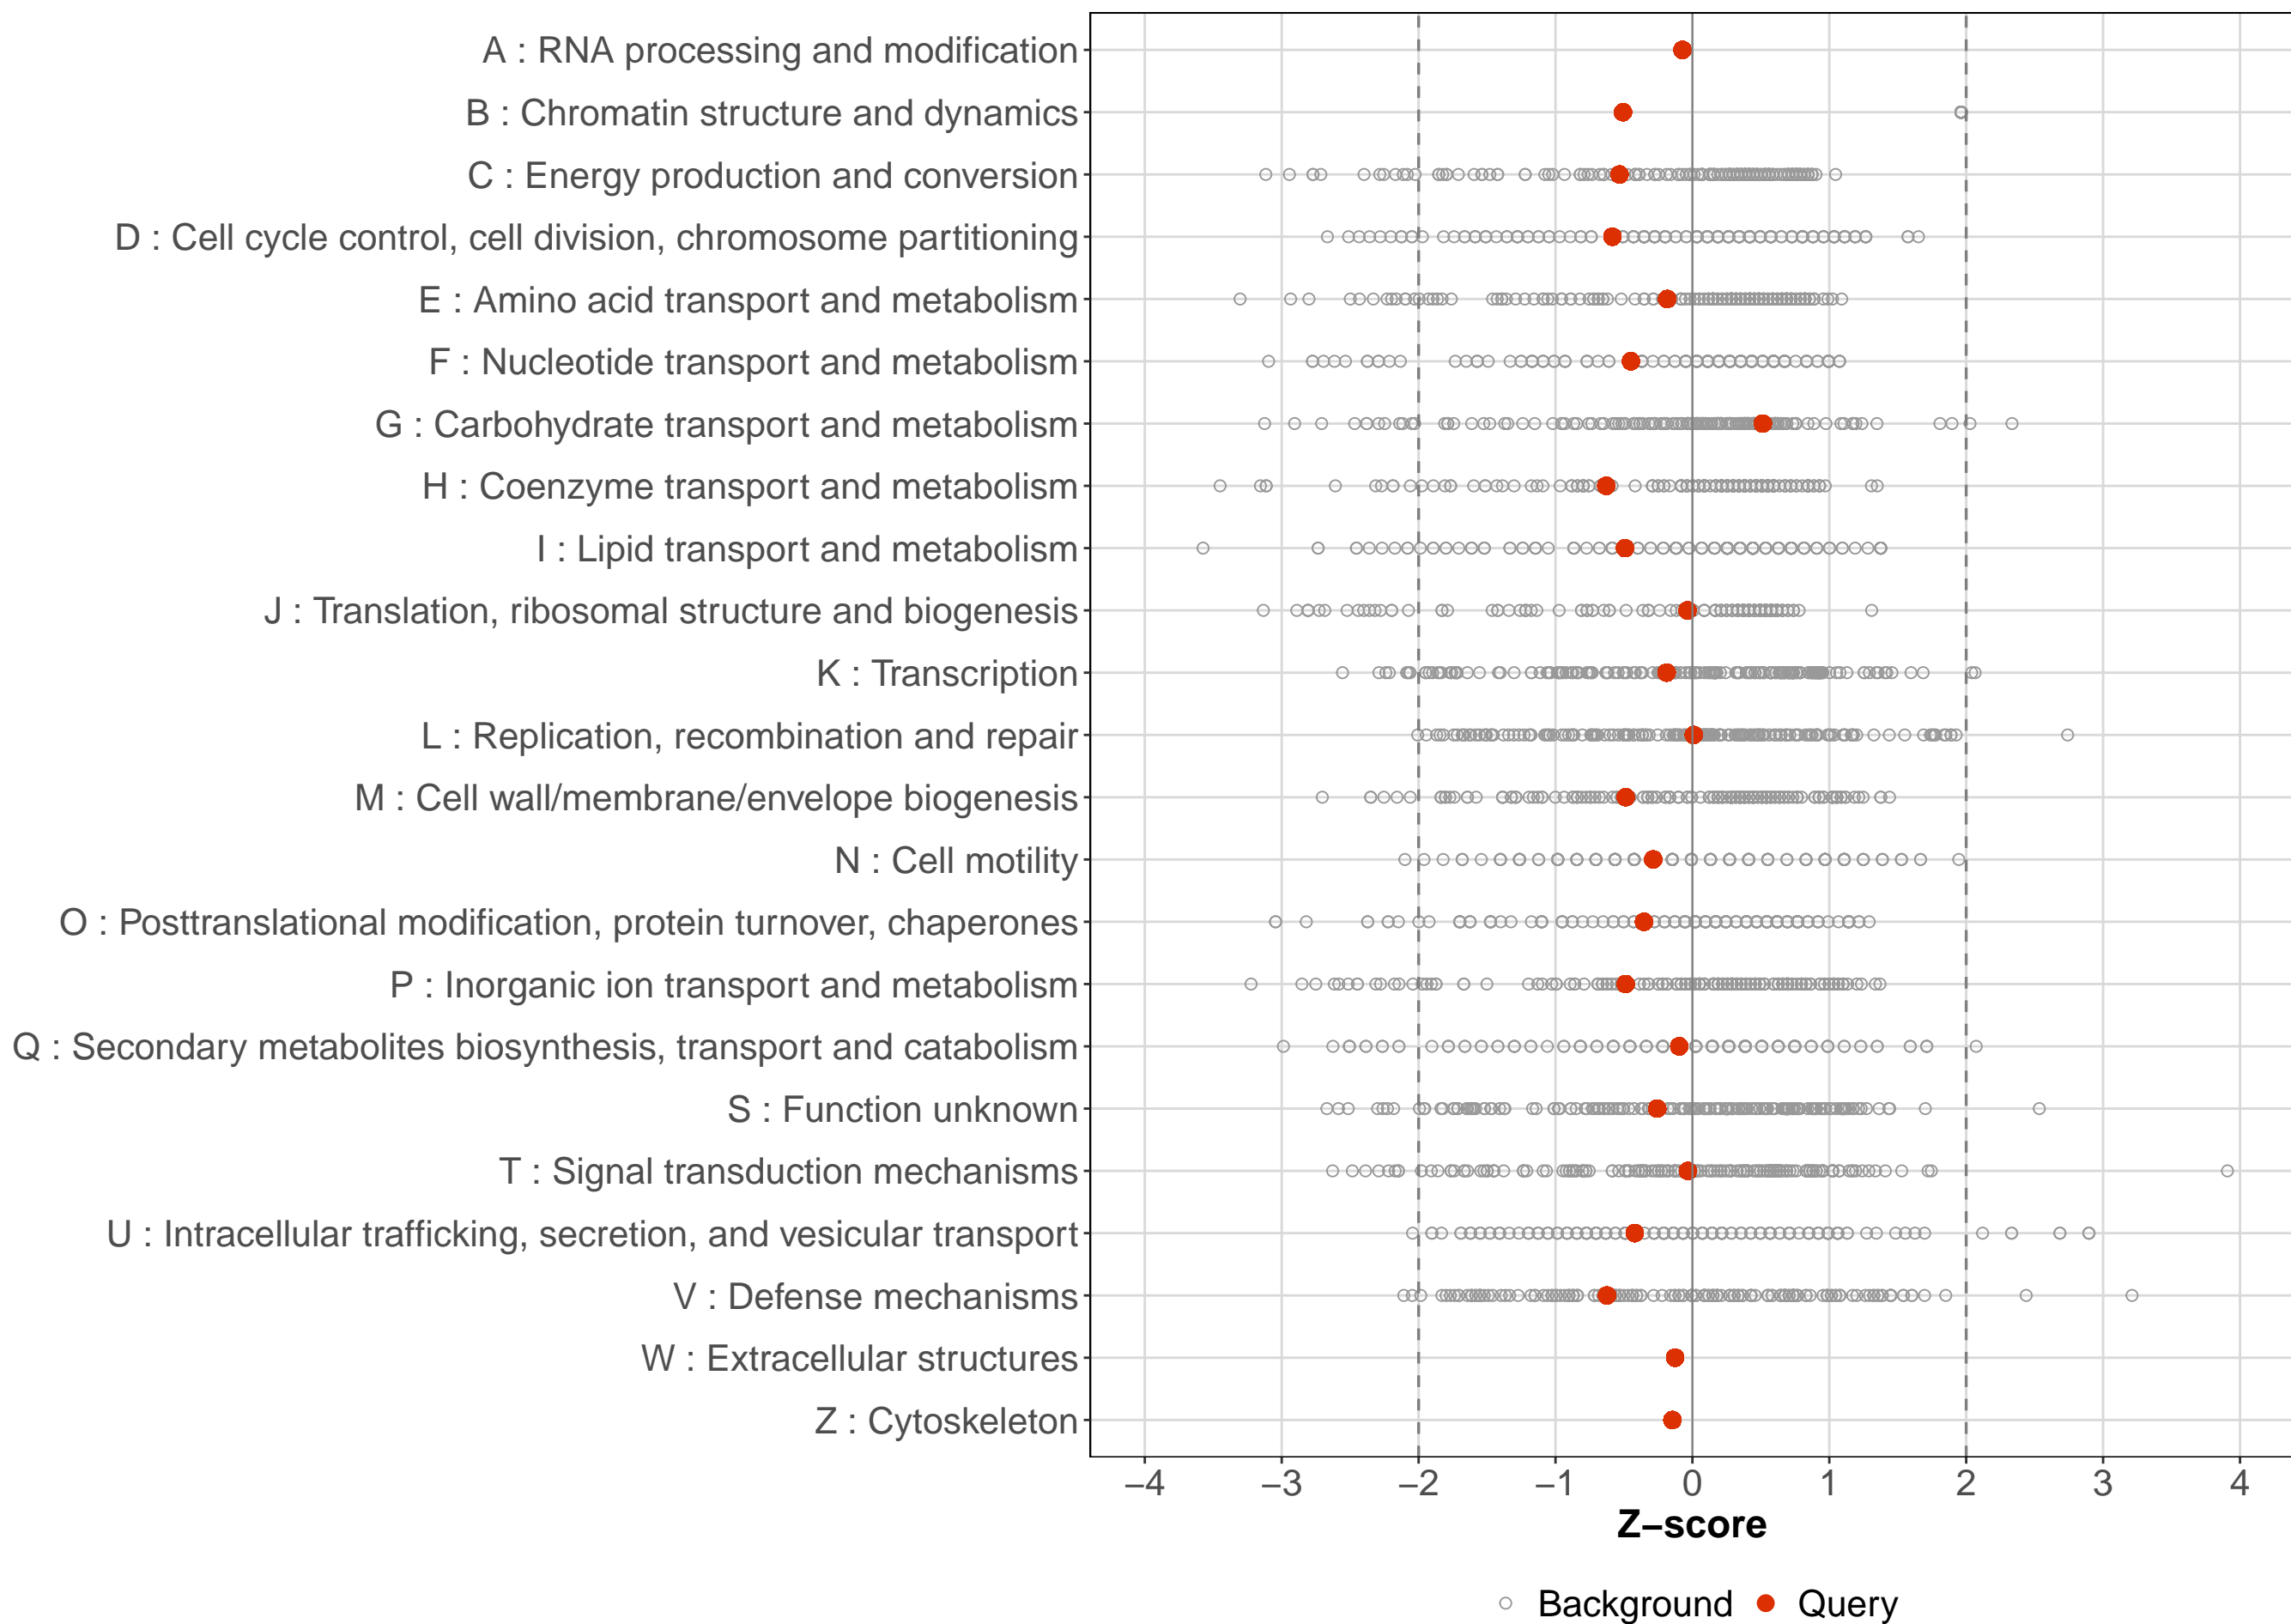 A : RNA processing and modification
B : Chromatin structure and dynamics
C : Energy production and conversion
D : Cell cycle control, cell division, chromosome partitioning
E : Amino acid transport and metabolism
F : Nucleotide transport and metabolism
G : Carbohydrate transport and metabolism
H : Coenzyme transport and metabolism
I : Lipid transport and metabolism
J : Translation, ribosomal structure and biogenesis
K : Transcription
L : Replication, recombination and repair
M : Cell wall/membrane/envelope biogenesis
N : Cell motility
O : Posttranslational modification, protein turnover, chaperones
P : Inorganic ion transport and metabolism
Q : Secondary metabolites biosynthesis, transport and catabolism
S : Function unknown
T : Signal transduction mechanisms
U : Intracellular trafficking, secretion, and vesicular transport
V : Defense mechanisms
W : Extracellular structures
Z : Cytoskeleton
−4 −3 −2 −1 0 1 2 3 4
Z−score
Background Query